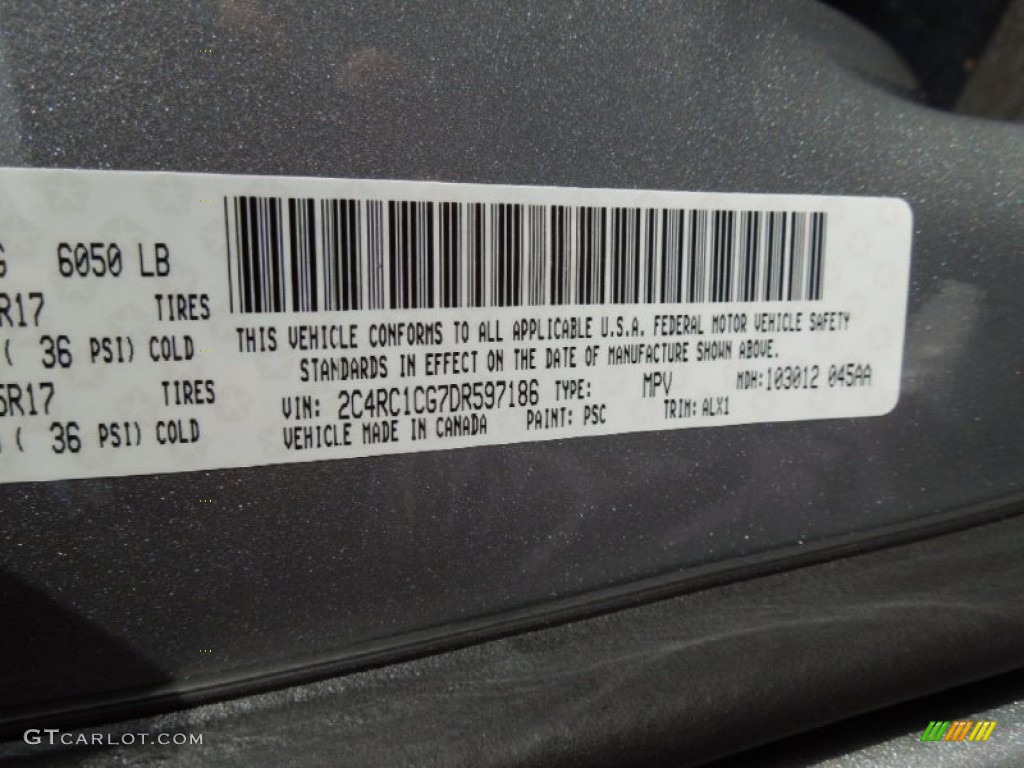 G 6050 LB
R17 TIRES
( 36 PSI) COLD
5R17 TIRES
( 36 PSI) COLD
THIS VEHICLE CONFORMS TO ALL APPLICABLE U.S.A. FEDERAL MOTOR VEHICLE SAFETY
STANDARDS IN EFFECT ON THE DATE OF MANUFACTURE SHOWN ABOVE.
VIN: 2C4RC1CG7DR597186 TYPE: MPV MDH:103012 045AA
VEHICLE MADE IN CANADA PAINT: PSC TRIM: ALX1
GTCARLOT.COM